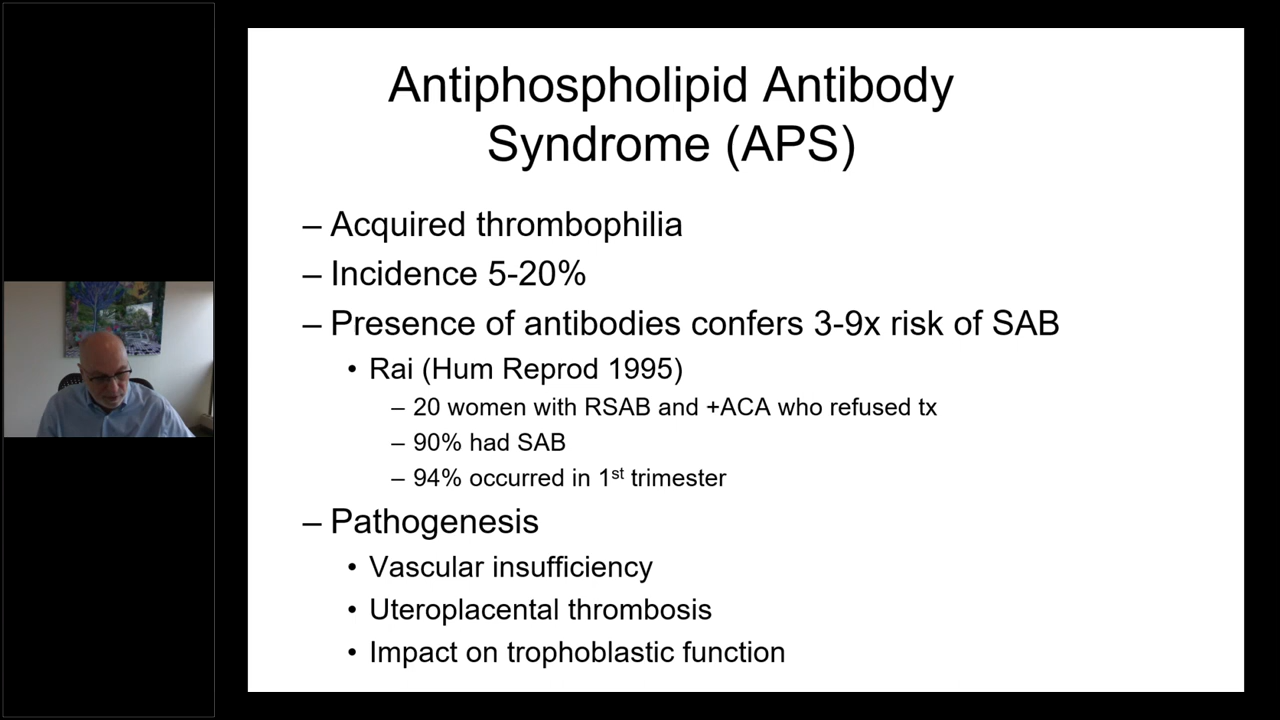 Antiphospholipid Antibody
Syndrome (APS)
– Acquired thrombophilia
– Incidence 5-20%
– Presence of antibodies confers 3-9x risk of SAB
• Rai (Hum Reprod 1995)
– 20 women with RSAB and +ACA who refused tx
– 90% had SAB
– 94% occurred in 1st trimester
– Pathogenesis
• Vascular insufficiency
• Uteroplacental thrombosis
• Impact on trophoblastic function